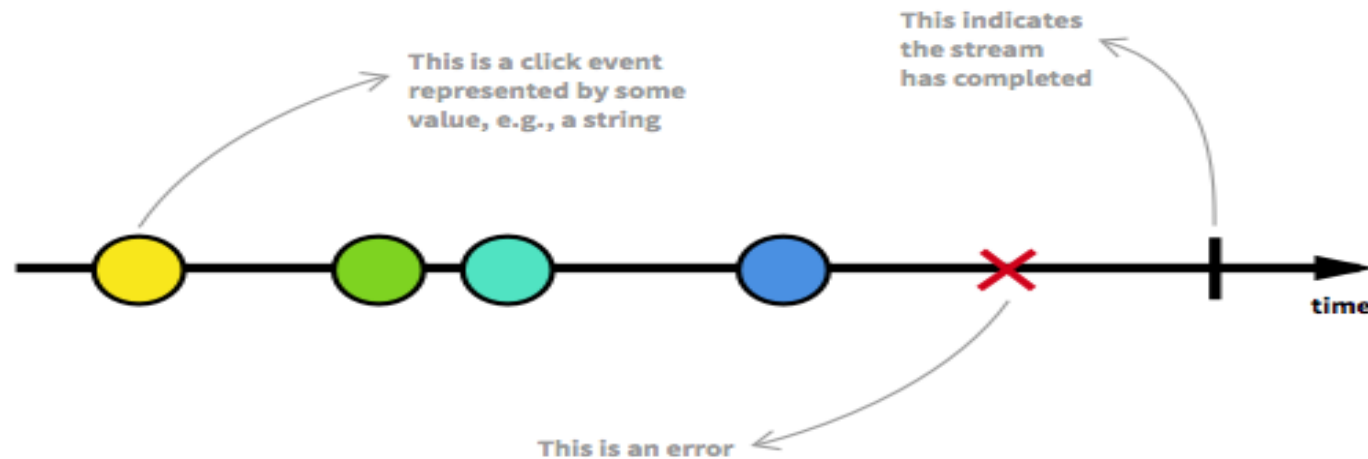 This is a click event
represented by some
value, e.g., a string
This indicates
the stream
has completed
time
This is an error